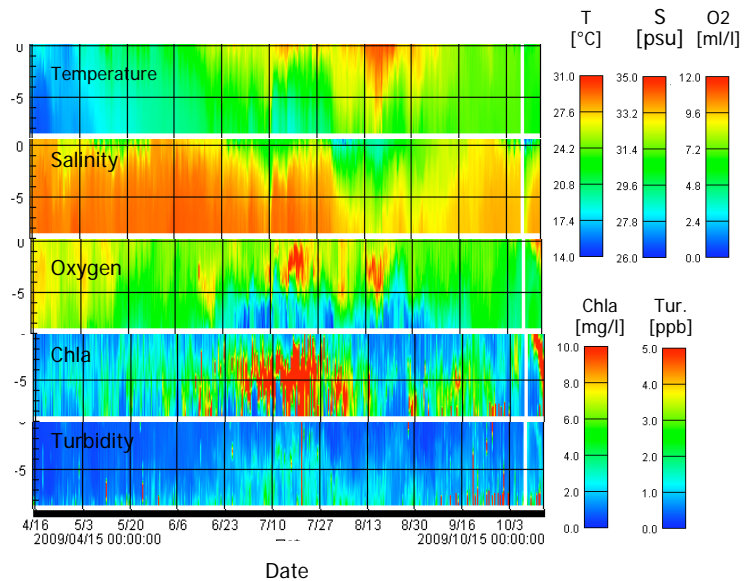 T S O2
[°C] [psu] [ml/l]
0
Temperature
-5
0
Salinity
-5
Oxygen
-5
Chla
-5
Turbidity
-5
4/16 5/3 5/20 6/6 6/23 7/10 7/27 8/13 8/30 9/16 10/3
2009/04/15 00:00:00 2009/10/15 00:00:00
Date
31.0 35.0 12.0
27.6 33.2 9.6
24.2 31.4 7.2
20.8 29.6 4.8
17.4 27.8 2.4
14.0 26.0 0.0
Chla Tur.
[mg/l] [ppb]
10.0 5.0
8.0 4.0
6.0 3.0
4.0 2.0
2.0 1.0
0.0 0.0